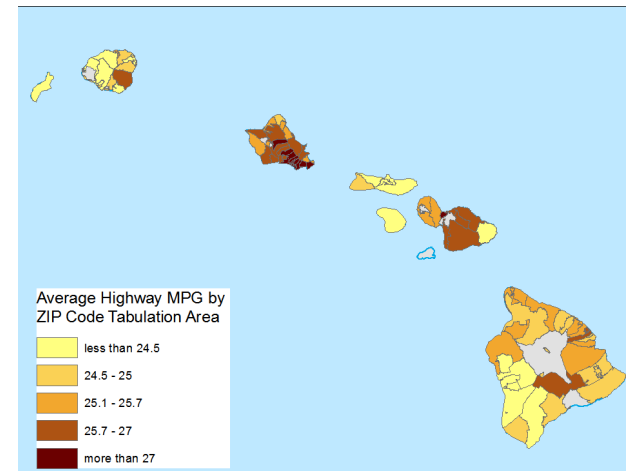 Average Highway MPG by
ZIP Code Tabulation Area
less than 24.5
24.5 - 25
25.1 - 25.7
25.7 - 27
more than 27